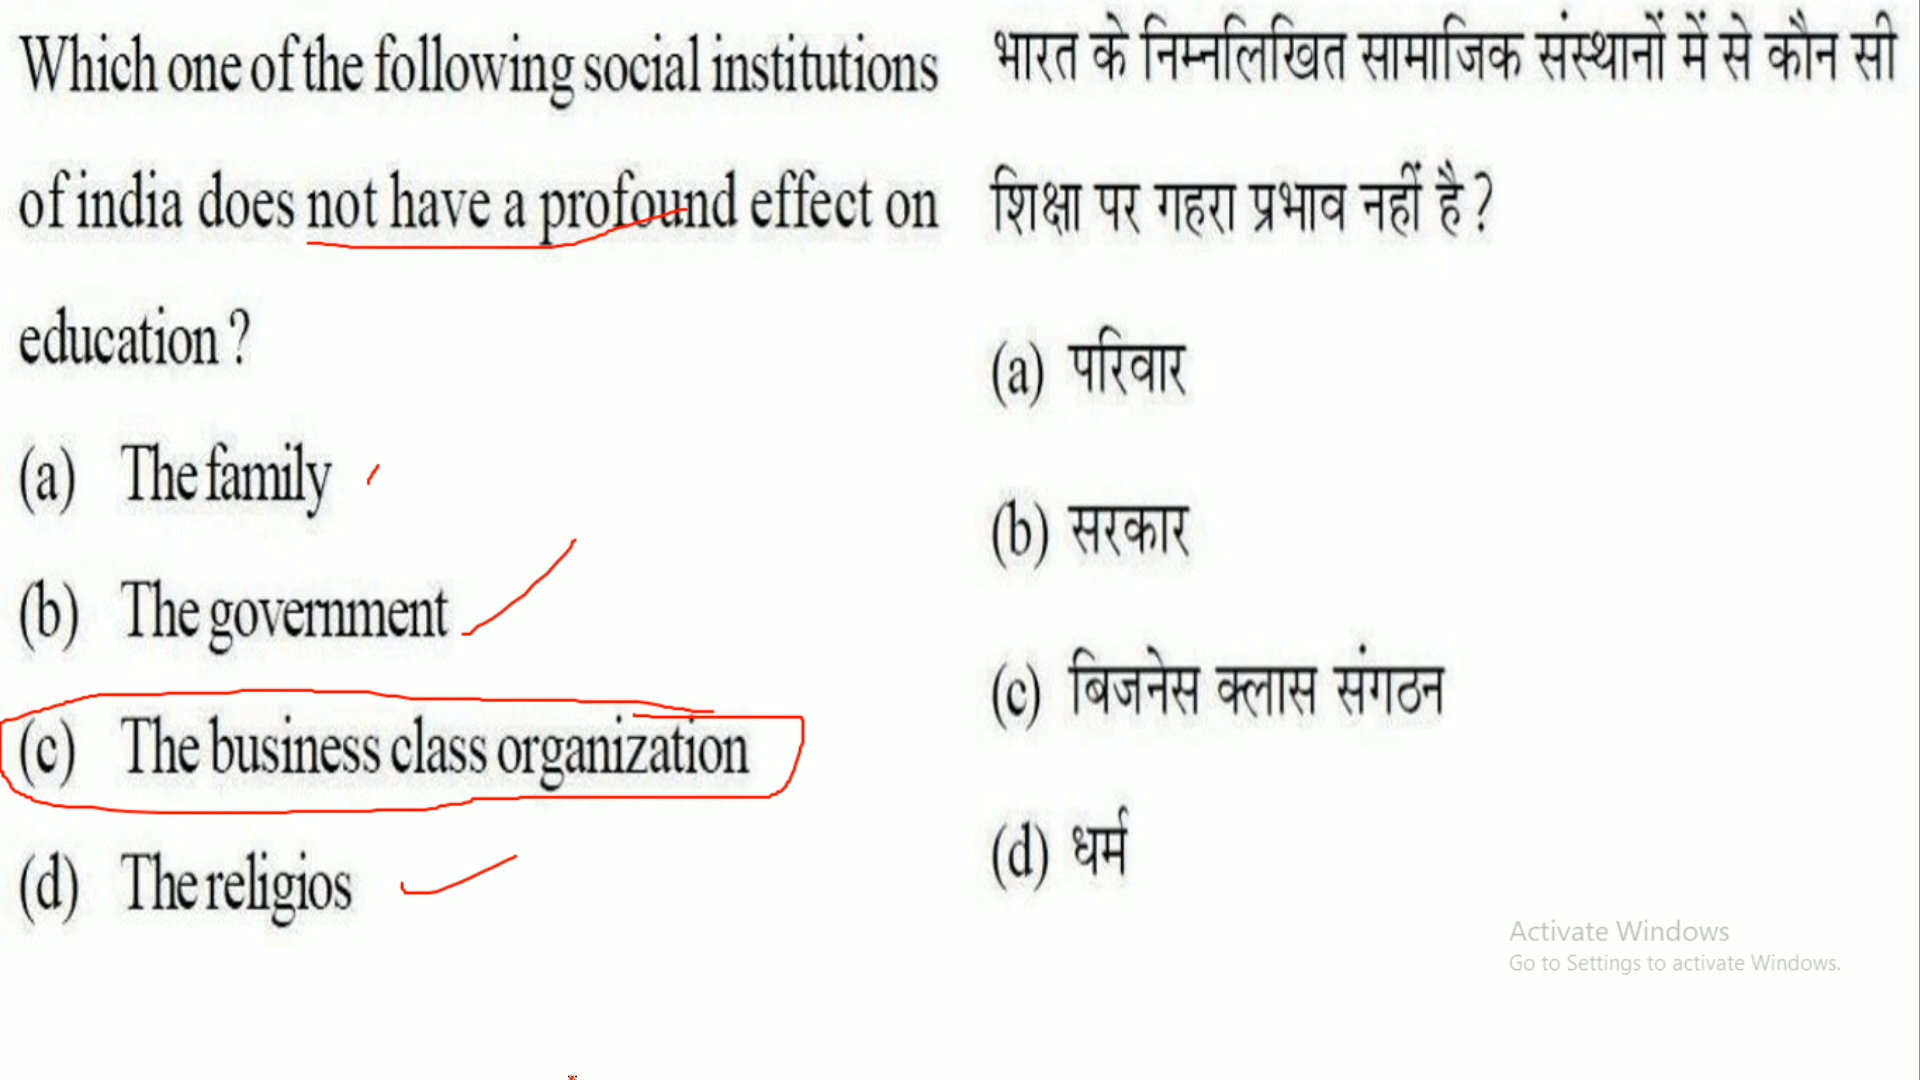 Which one of the following social institutions
of india does not have a profound effect on
education ?
(a) The family
(b) The government
(c) The business class organization
(d) The religios
भारत के निम्नलिखित सामाजिक संस्थानों में से कौन सी
शिक्षा पर गहरा प्रभाव नहीं है ?
(a) परिवार
(b) सरकार
(c) बिजनेस क्लास संगठन
(d) धर्म
Activate Windows
Go to Settings to activate Windows.